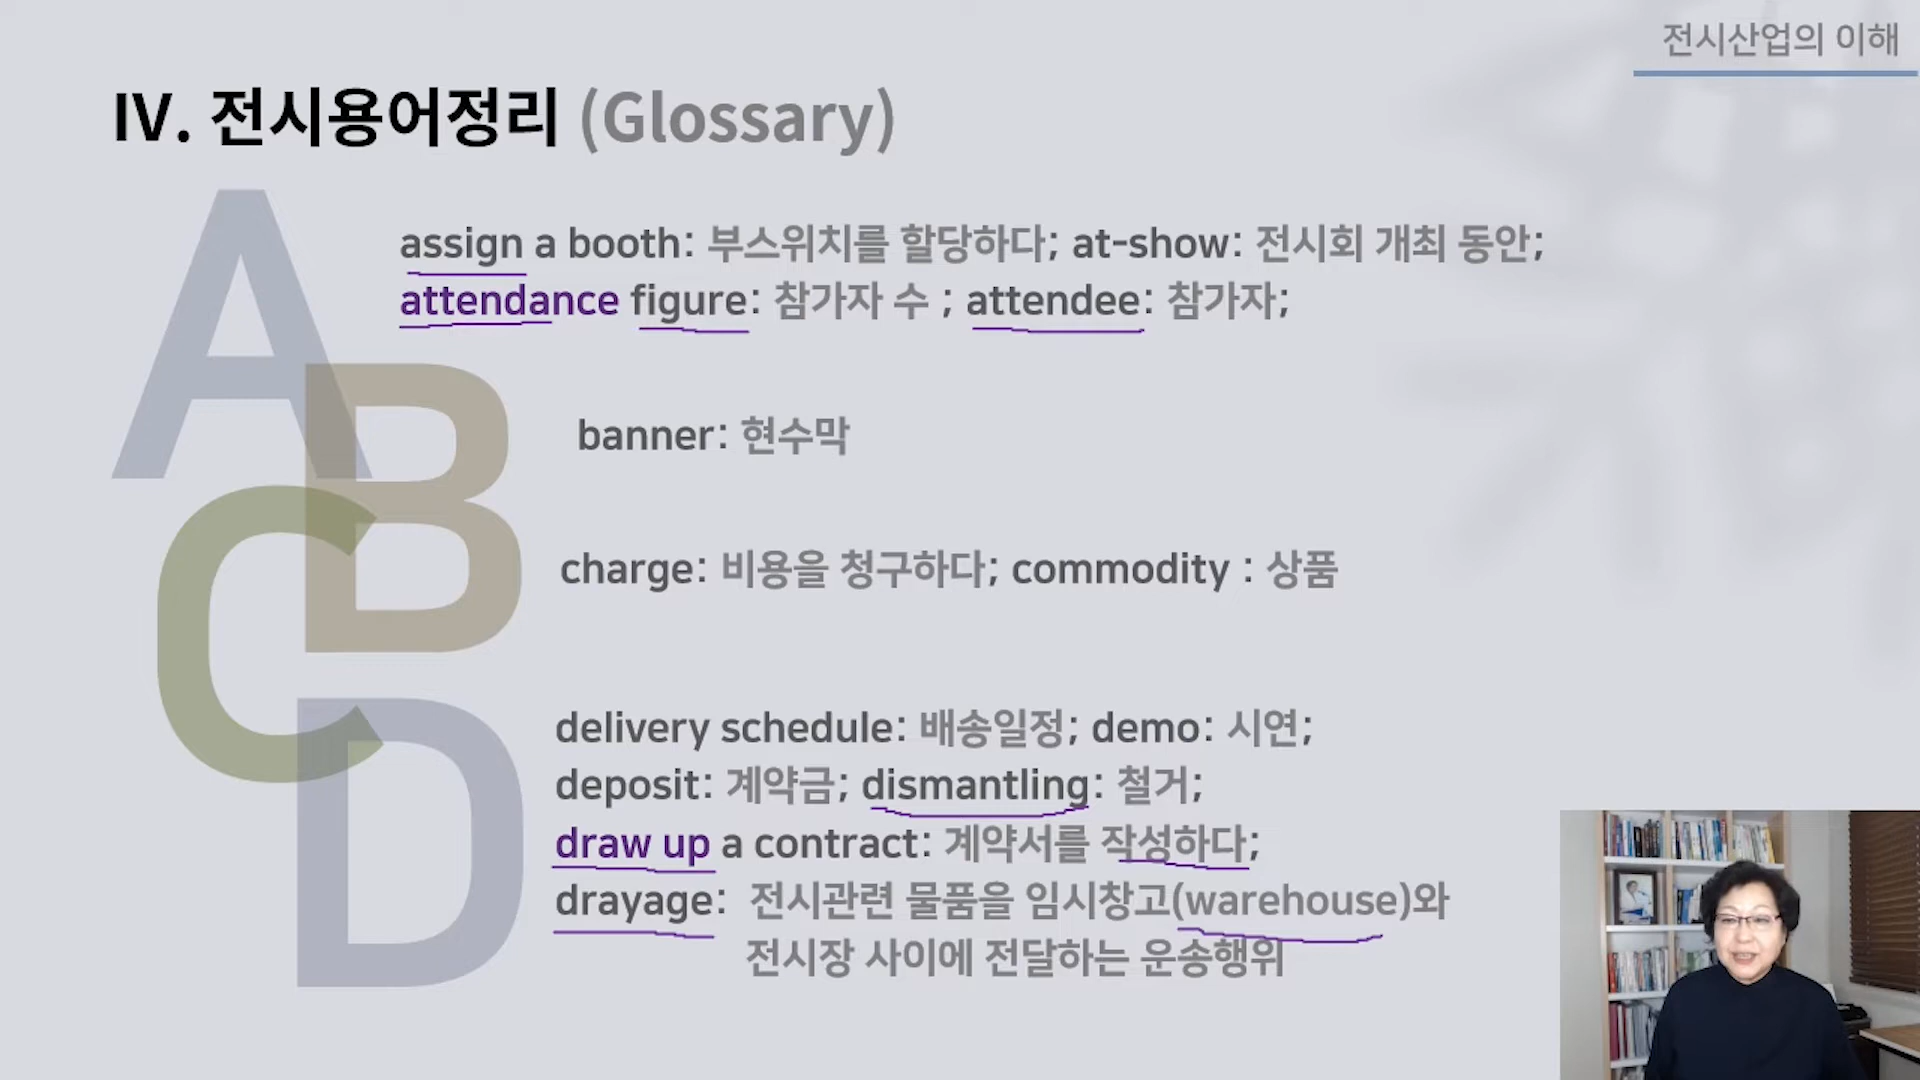 전시산업의 이해
IV. 전시용어정리 (Glossary)
A
assign a booth: 부스위치를 할당하다; at-show: 전시회 개최 동안;
attendance figure: 참가자 수 ; attendee: 참가자;
B
banner: 현수막
C
charge: 비용을 청구하다; commodity : 상품
D
delivery schedule: 배송일정; demo: 시연;
deposit: 계약금; dismantling: 철거;
draw up a contract: 계약서를 작성하다;
drayage: 전시관련 물품을 임시창고(warehouse)와
전시장 사이에 전달하는 운송행위